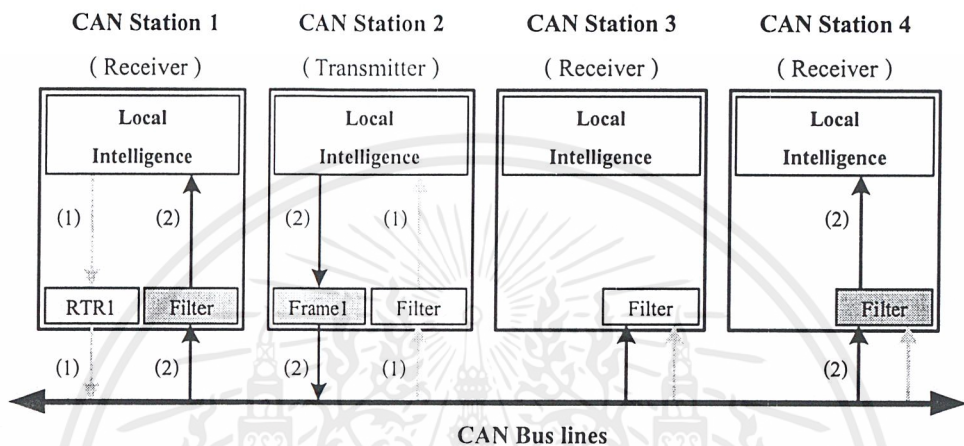 CAN Station 1 CAN Station 2 CAN Station 3 CAN Station 4
( Receiver ) ( Transmitter ) ( Receiver ) ( Receiver )
Local Local Local Local
Intelligence Intelligence Intelligence Intelligence
(1) (2) (2) (1) (2)
RTR1 Filter Frame1 Filter Filter Filter
(1) (2) (2) (1) (2)
CAN Bus lines